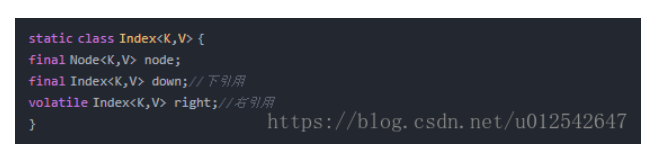 static class Index<K,V> {
final Node<K,V> node;
final Index<K,V> down;//下引用
volatile Index<K,V> right;//右引用
}
https://blog.csdn.net/u012542647